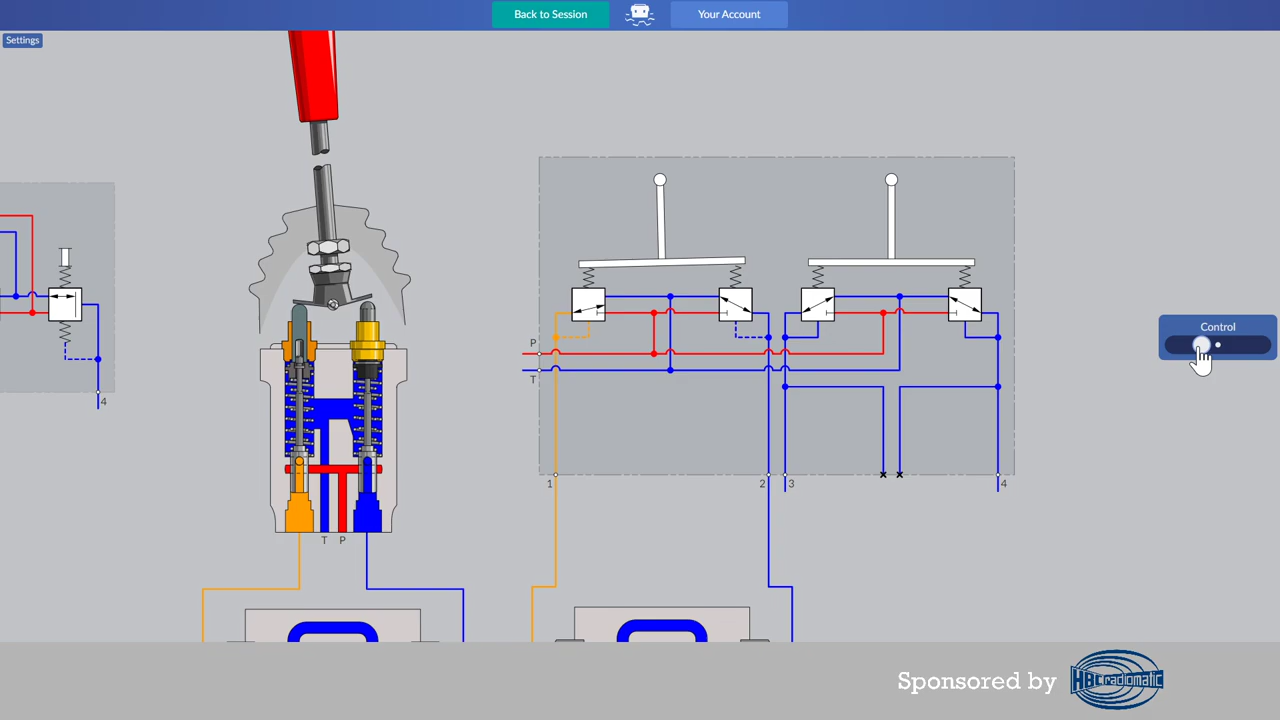 Back to Session
Your Account
Settings
Control
P
T
4
1
2
3
4
T
P
Sponsored by
HBC radiomatic